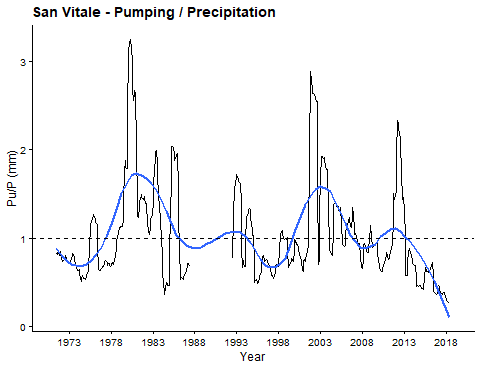 San Vitale - Pumping / Precipitation
Pu/P (mm)
3
2
1
0
1973 1978 1983 1988 1993 1998 2003 2008 2013 2018
Year